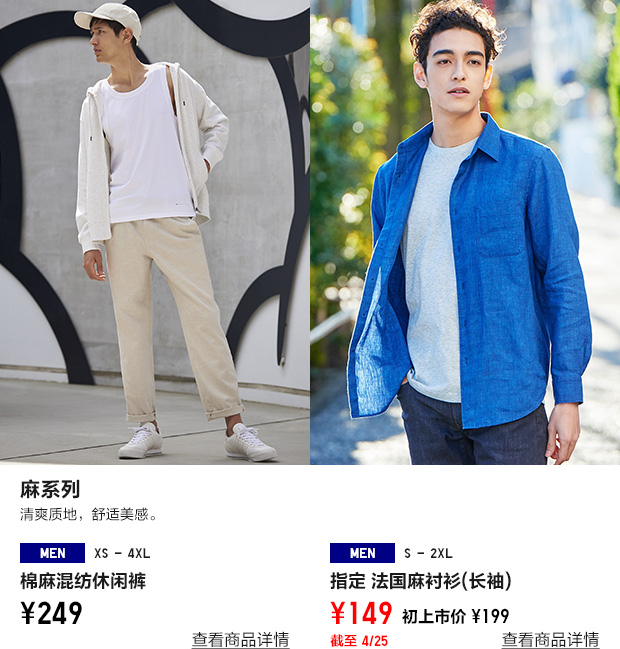 麻系列
清爽质地，舒适美感。
MEN XS - 4XL
棉麻混纺休闲裤
¥249
查看商品详情
MEN S - 2XL
指定 法国麻衬衫(长袖)
¥149 初上市价 ¥199
截至 4/25
查看商品详情